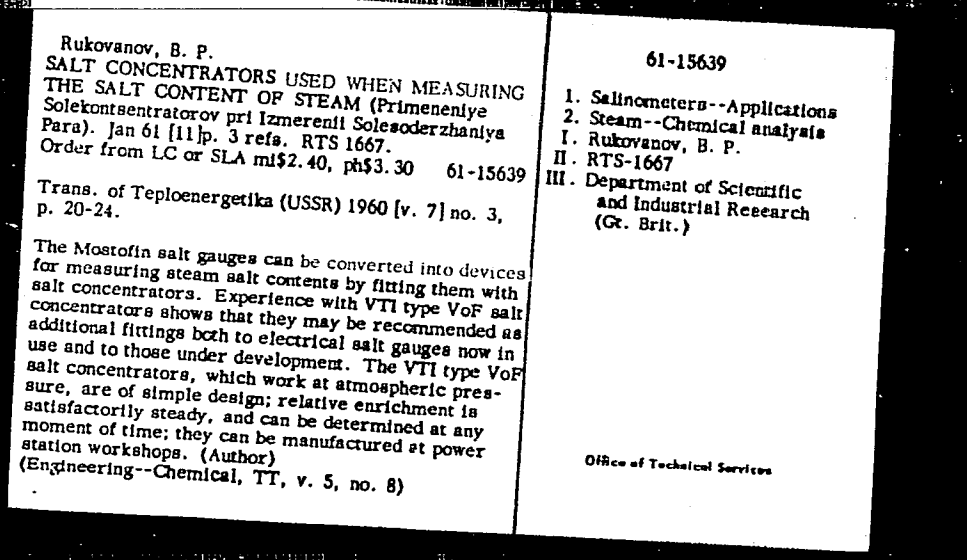 Rukovanov, B. P.
SALT CONCENTRATORS USED WHEN MEASURING
THE SALT CONTENT OF STEAM (Primeneniye
Solekontsentratorov pri Izmerenii Solesoderzhaniya
Para). Jan 61 [11]p. 3 refs. RTS 1667.
Order from LC or SLA mi$2.40, ph$3.30 61-15639
Trans. of Teploenergetika (USSR) 1960 [v. 7] no. 3,
p. 20-24.
The Mostofin salt gauges can be converted into devices
for measuring steam salt contents by fitting them with
salt concentrators. Experience with VTI type VoF salt
concentrators shows that they may be recommended as
additional fittings both to electrical salt gauges now in
use and to those under development. The VTI type VoF
salt concentrators, which work at atmospheric pres-
sure, are of simple design; relative enrichment is
satisfactorily steady, and can be determined at any
moment of time; they can be manufactured at power
station workshops. (Author)
(Engineering--Chemical, TT, v. 5, no. 8)
61-15639
1. Salinometers--Applications
2. Steam--Chemical analysis
I. Rukovanov, B. P.
II. RTS-1667
III. Department of Scientific
and Industrial Research
(Gt. Brit.)
Office of Technical Services